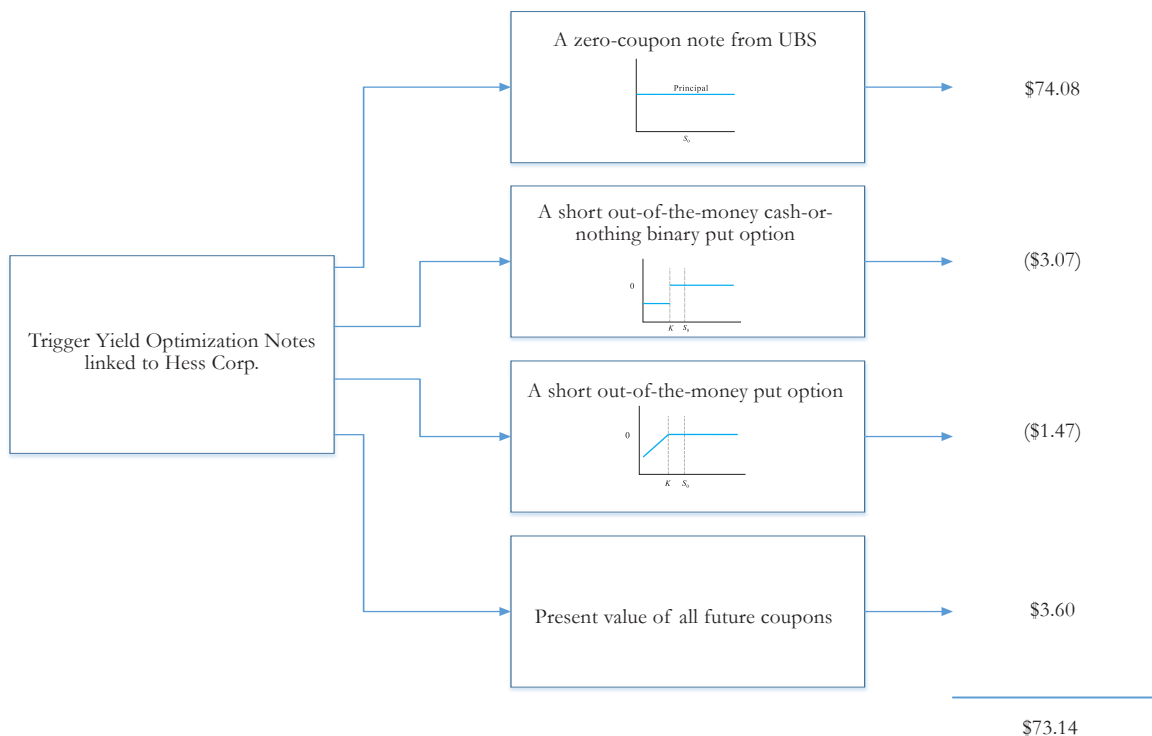 A zero-coupon note from UBS
Principal
S₀
$74.08
A short out-of-the-money cash-or-
nothing binary put option
0
K S₀
($3.07)
Trigger Yield Optimization Notes
linked to Hess Corp.
A short out-of-the-money put option
0
K S₀
($1.47)
Present value of all future coupons
$3.60
$73.14